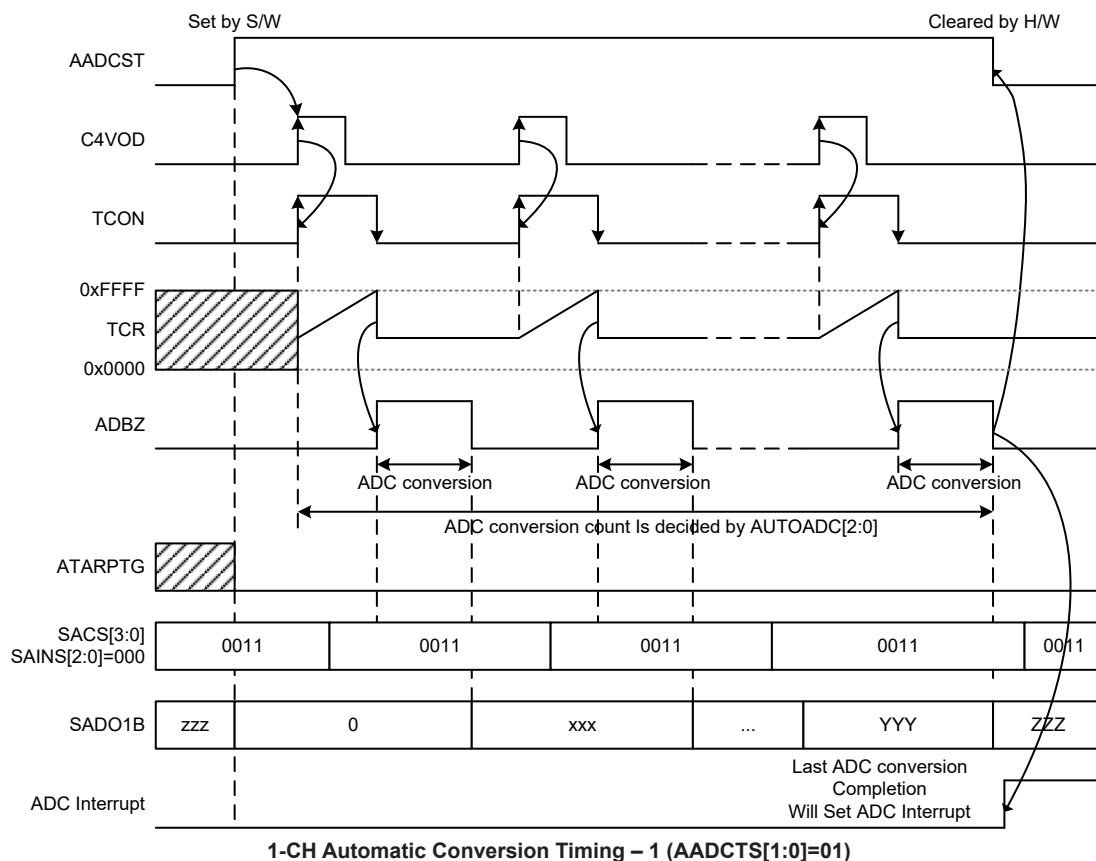 Set by S/W
Cleared by H/W
AADCST
C4VOD
TCON
0xFFFF
TCR
0x0000
ADBZ
ADC conversion
ADC conversion
ADC conversion
ADC conversion count Is decided by AUTOADC[2:0]
ATARPTG
SACS[3:0]
SAINS[2:0]=000
0011
0011
0011
0011
0011
SADO1B
zzz
0
xxx
...
YYY
ZZZ
Last ADC conversion
Completion
Will Set ADC Interrupt
ADC Interrupt
1-CH Automatic Conversion Timing – 1 (AADCTS[1:0]=01)